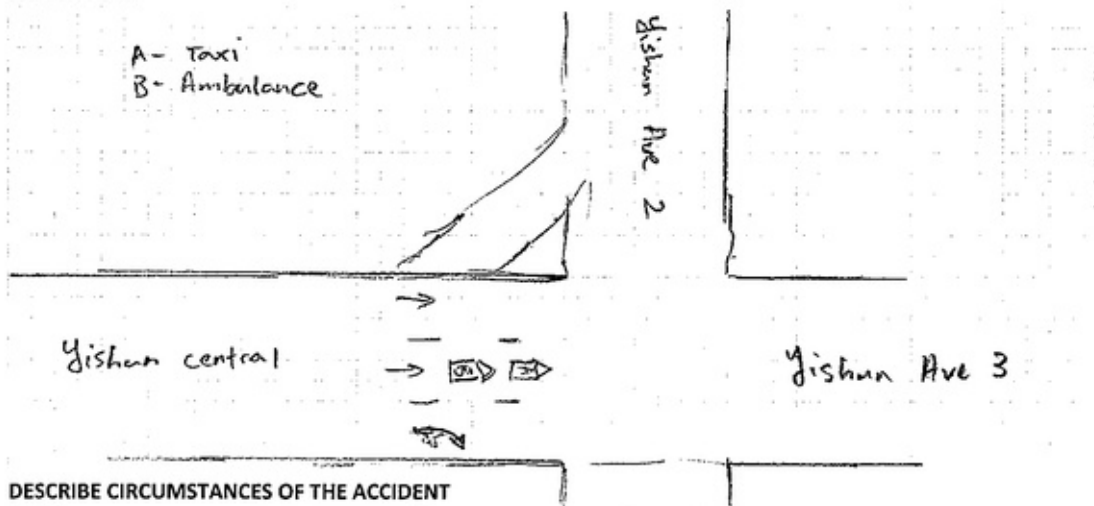 A- Taxi
B- Ambulance
Yishun Ave 2
Yishun central
Yishun Ave 3
DESCRIBE CIRCUMSTANCES OF THE ACCIDENT